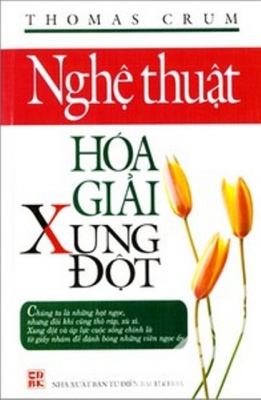 THOMAS CRUM
Nghệ thuật
HÓA
GIẢI
XUNG
ĐỘT
Chúng ta là những hạt ngọc,
nhưng đôi khi cũng thô ráp, xù xì.
Xung đột và áp lực cuộc sống chính là
tờ giấy nhám để đánh bóng những viên ngọc ấy.
NHÀ XUẤT BẢN TỪ ĐIỂN BÁCH KHOA